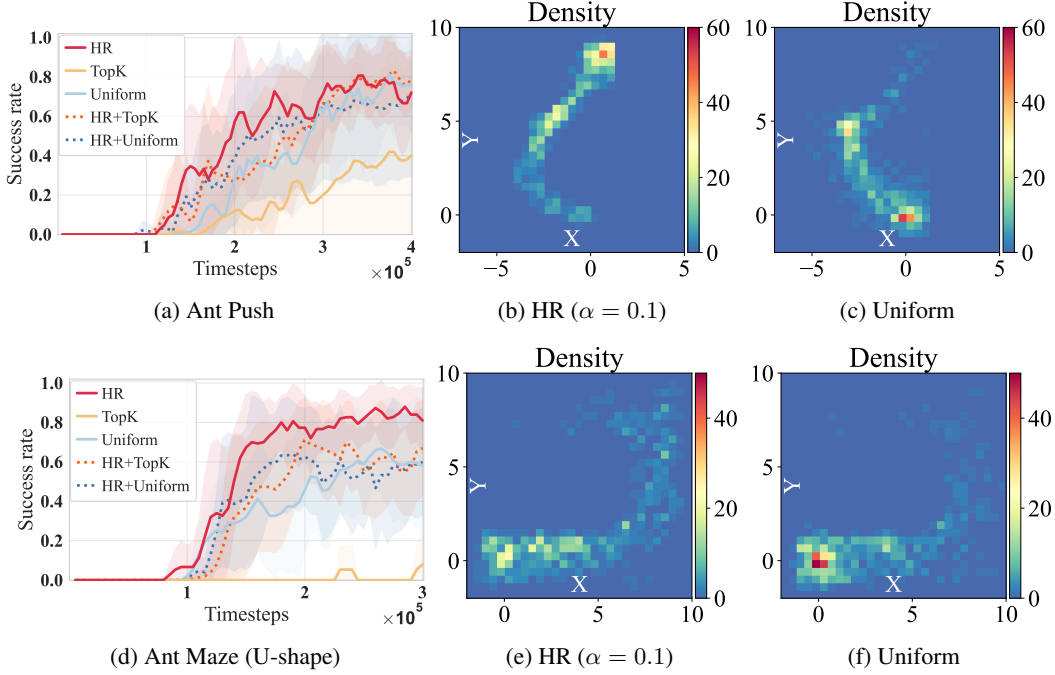 1.0
0.8
0.6
0.4
0.2
0.0
Success rate
HR
TopK
Uniform
HR+TopK
HR+Uniform
1 2 3 4
Timesteps
×10⁵
(a) Ant Push
Density
10
5
0
Y
X
−5 0 5
60
40
20
0
(b) HR (α = 0.1)
Density
10
5
0
Y
X
−5 0 5
60
40
20
0
(c) Uniform
1.0
0.8
0.6
0.4
0.2
0.0
Success rate
HR
TopK
Uniform
HR+TopK
HR+Uniform
1 2 3
Timesteps
×10⁵
(d) Ant Maze (U-shape)
Density
10
5
0
Y
X
0 5 10
40
20
0
(e) HR (α = 0.1)
Density
10
5
0
Y
X
0 5 10
40
20
0
(f) Uniform